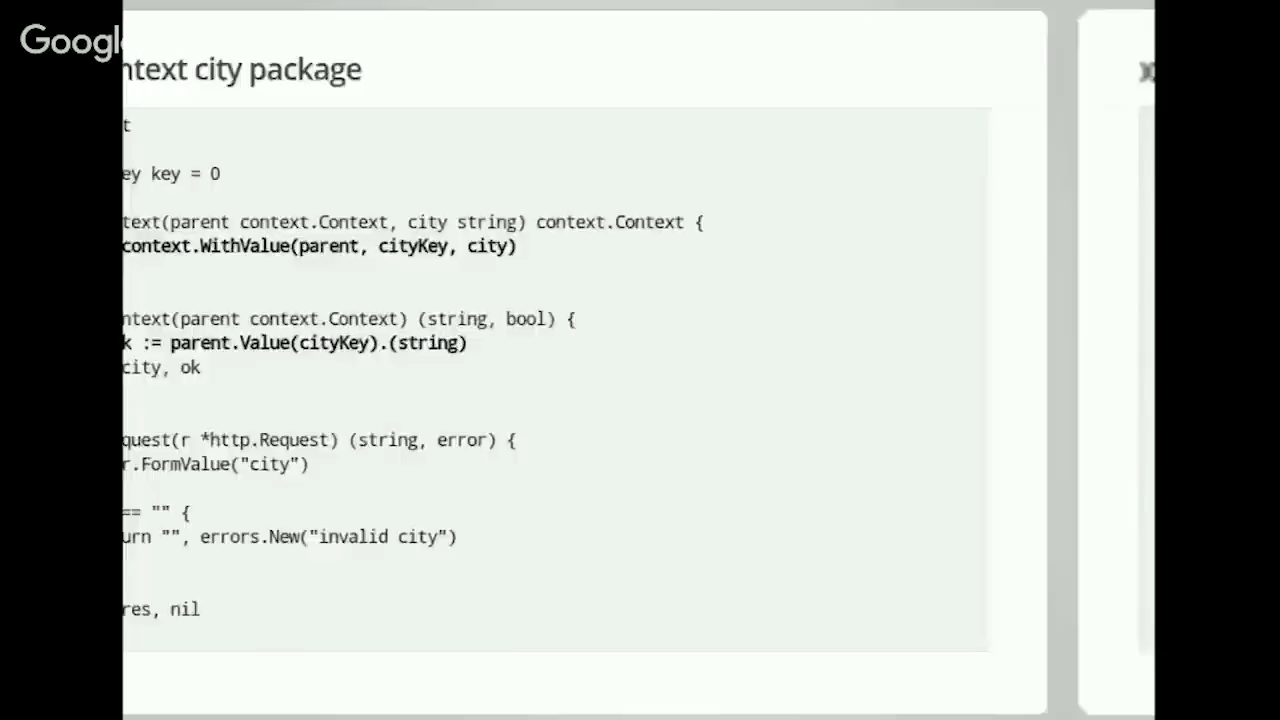 Googl
ntext city package
t
ey key = 0
text(parent context.Context, city string) context.Context {
context.WithValue(parent, cityKey, city)
ntext(parent context.Context) (string, bool) {
k := parent.Value(cityKey).(string)
city, ok
quest(r *http.Request) (string, error) {
r.FormValue("city")
== "" {
urn "", errors.New("invalid city")
res, nil